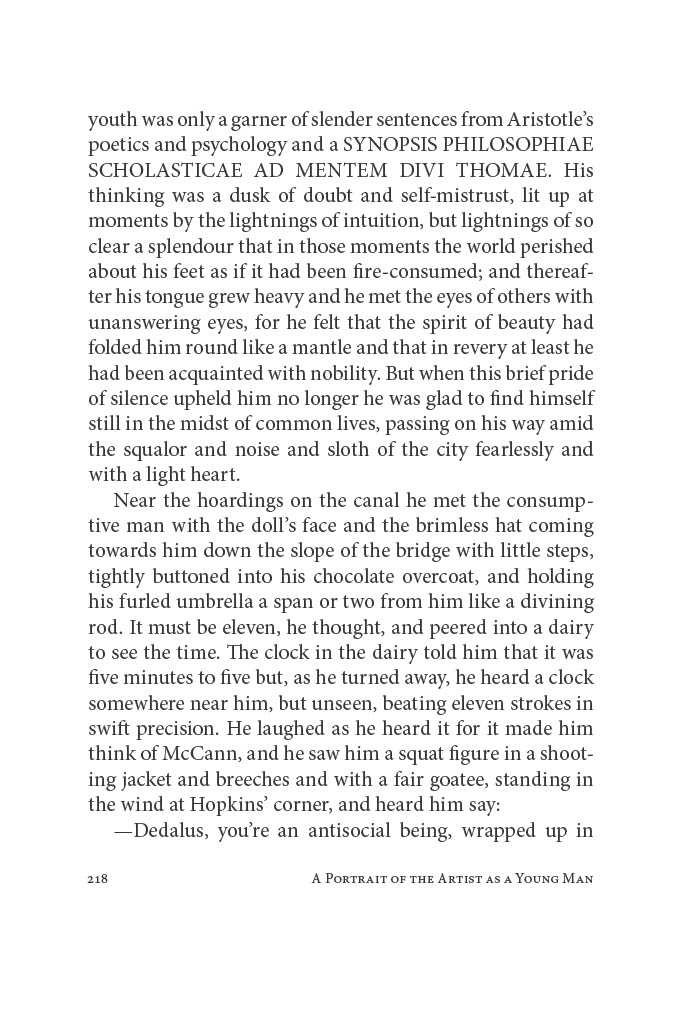 youth was only a garner of slender sentences from Aristotle’s
poetics and psychology and a SYNOPSIS PHILOSOPHIAE
SCHOLASTICAE AD MENTEM DIVI THOMAE. His
thinking was a dusk of doubt and self-mistrust, lit up at
moments by the lightnings of intuition, but lightnings of so
clear a splendour that in those moments the world perished
about his feet as if it had been fire-consumed; and thereaf-
ter his tongue grew heavy and he met the eyes of others with
unanswering eyes, for he felt that the spirit of beauty had
folded him round like a mantle and that in revery at least he
had been acquainted with nobility. But when this brief pride
of silence upheld him no longer he was glad to find himself
still in the midst of common lives, passing on his way amid
the squalor and noise and sloth of the city fearlessly and
with a light heart.
Near the hoardings on the canal he met the consump-
tive man with the doll’s face and the brimless hat coming
towards him down the slope of the bridge with little steps,
tightly buttoned into his chocolate overcoat, and holding
his furled umbrella a span or two from him like a divining
rod. It must be eleven, he thought, and peered into a dairy
to see the time. The clock in the dairy told him that it was
five minutes to five but, as he turned away, he heard a clock
somewhere near him, but unseen, beating eleven strokes in
swift precision. He laughed as he heard it for it made him
think of McCann, and he saw him a squat figure in a shoot-
ing jacket and breeches and with a fair goatee, standing in
the wind at Hopkins’ corner, and heard him say:
—Dedalus, you’re an antisocial being, wrapped up in
218 A Portrait of the Artist as a Young Man